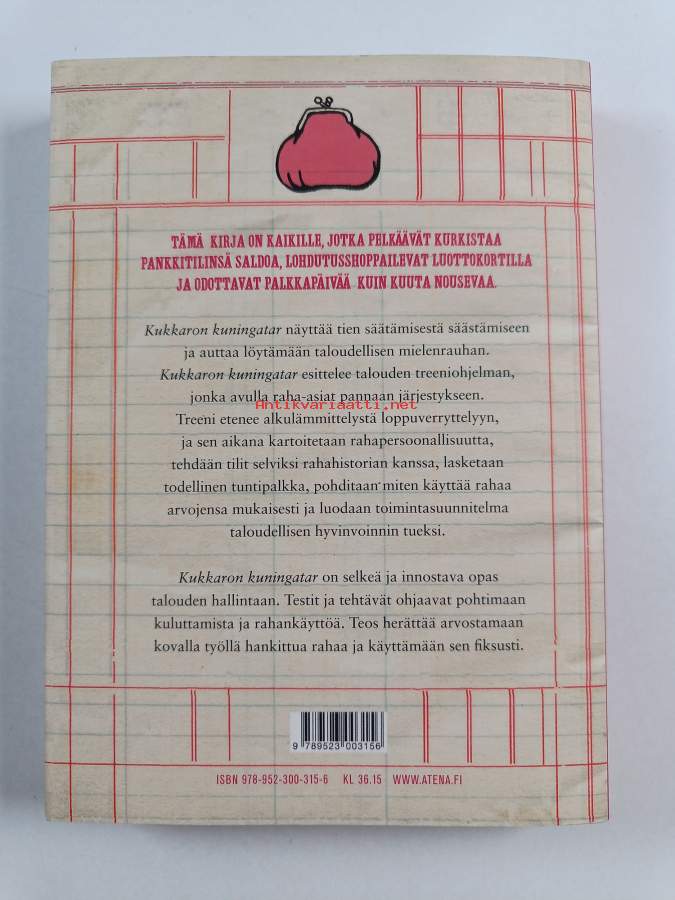 TÄMÄ KIRJA ON KAIKILLE, JOTKA PELKÄÄVÄT KURKISTAA
PANKKITILINSÄ SALDOA, LOHDUTUSSHOPPAILEVAT LUOTTOKORTILLA
JA ODOTTAVAT PALKKAPÄIVÄÄ KUIN KUUTA NOUSEVAA.
Kukkaron kuningatar näyttää tien säätämisestä säästämiseen
ja auttaa löytämään taloudellisen mielenrauhan.
Kukkaron kuningatar esittelee talouden treeniohjelman,
jonka avulla raha-asiat pannaan järjestykseen.
Antikvariaatti.net
Treeni etenee alkulämmittelystä loppuverryttelyyn,
ja sen aikana kartoitetaan rahapersoonallisuutta,
tehdään tilit selviksi rahahistorian kanssa, lasketaan
todellinen tuntipalkka, pohditaan miten käyttää rahaa
arvojensa mukaisesti ja luodaan toimintasuunnitelma
taloudellisen hyvinvoinnin tueksi.
Kukkaron kuningatar on selkeä ja innostava opas
talouden hallintaan. Testit ja tehtävät ohjaavat pohtimaan
kuluttamista ja rahankäyttöä. Teos herättää arvostamaan
kovalla työllä hankittua rahaa ja käyttämään sen fiksusti.
9 789523 003156
ISBN 978-952-300-315-6 KL 36.15 WWW.ATENA.FI